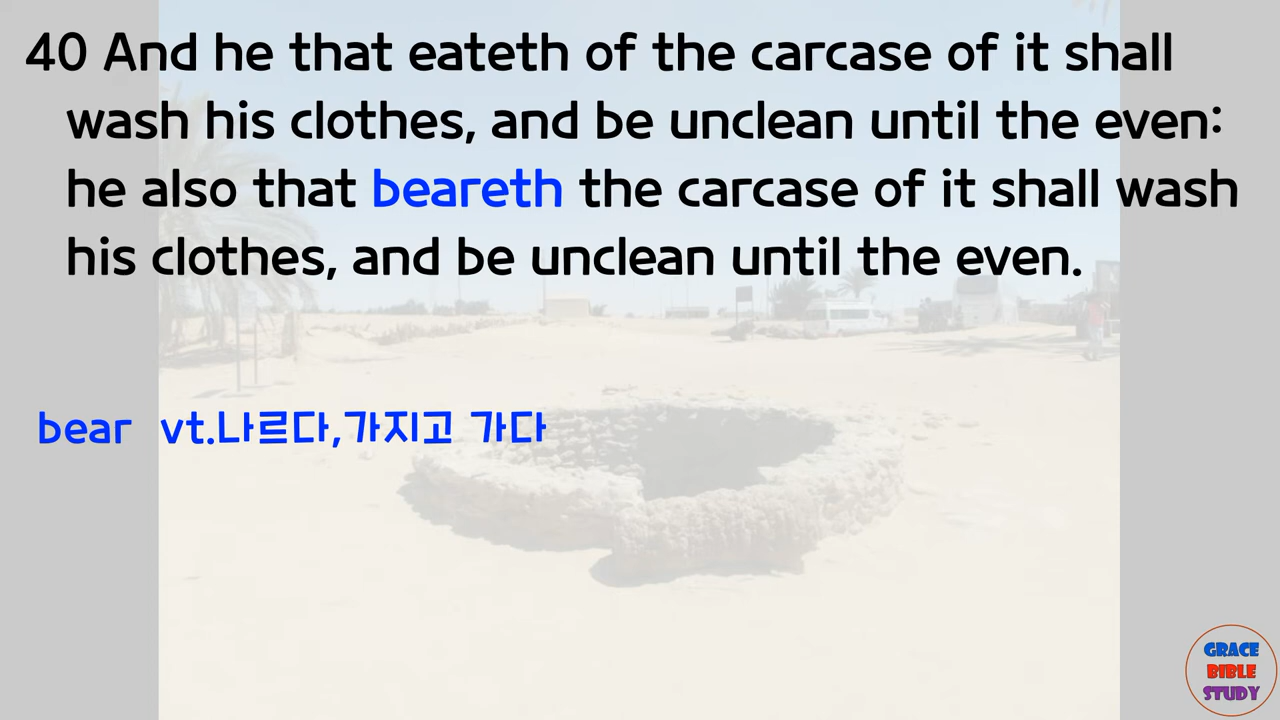 40 And he that eateth of the carcase of it shall
wash his clothes, and be unclean until the even:
he also that beareth the carcase of it shall wash
his clothes, and be unclean until the even.
bear vt.나르다,가지고 가다
GRACE
BIBLE
STUDY